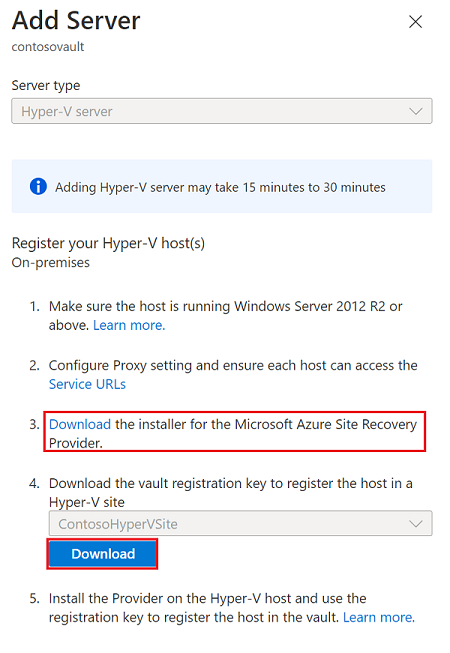 Add Server
contosovault
Server type
Hyper-V server
Adding Hyper-V server may take 15 minutes to 30 minutes
Register your Hyper-V host(s)
On-premises
1. Make sure the host is running Windows Server 2012 R2 or
above. Learn more.
2. Configure Proxy setting and ensure each host can access the
Service URLs
3. Download the installer for the Microsoft Azure Site Recovery
Provider.
4. Download the vault registration key to register the host in a
Hyper-V site
ContosoHyperVSite
Download
5. Install the Provider on the Hyper-V host and use the
registration key to register the host in the vault. Learn more.